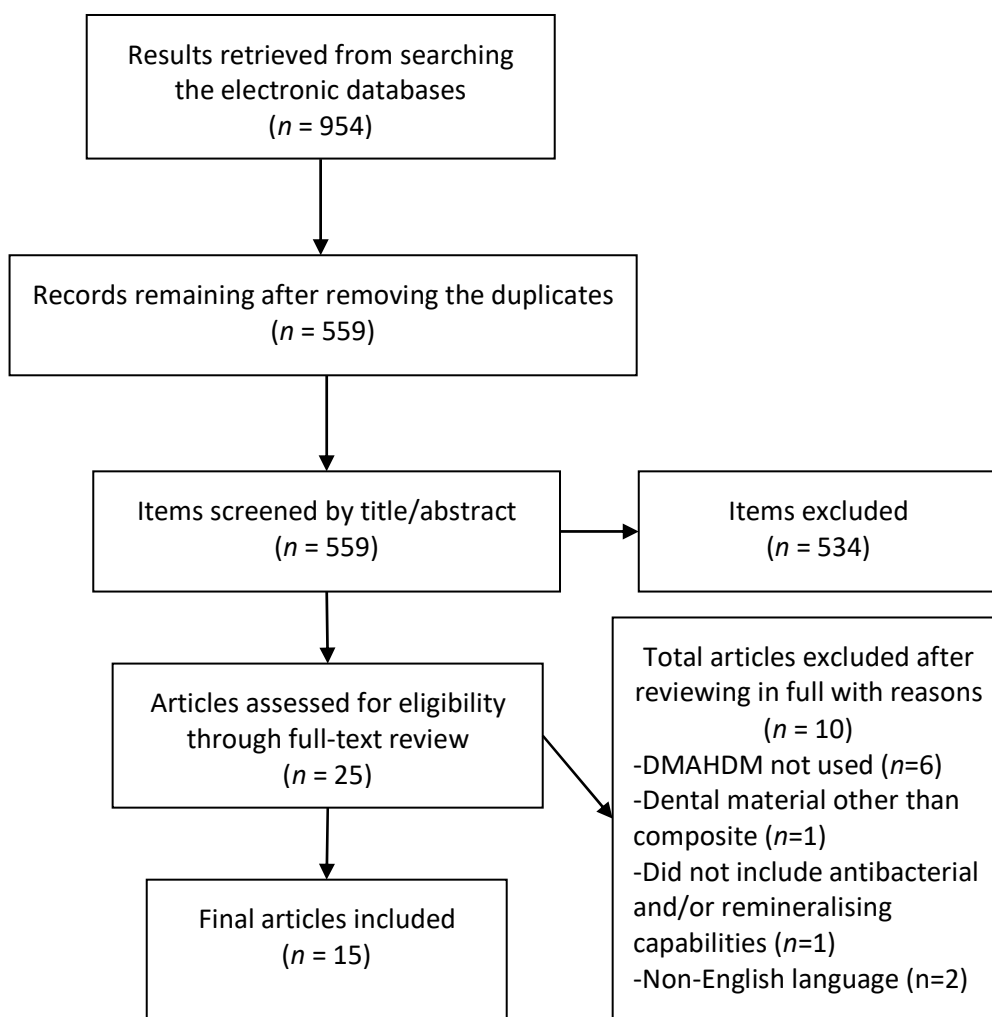 Results retrieved from searching
the electronic databases
(n = 954)
Records remaining after removing the duplicates
(n = 559)
Items screened by title/abstract
(n = 559)
Items excluded
(n = 534)
Articles assessed for eligibility
through full-text review
(n = 25)
Total articles excluded after
reviewing in full with reasons
(n = 10)
-DMAHDM not used (n=6)
-Dental material other than
composite (n=1)
-Did not include antibacterial
and/or remineralising
capabilities (n=1)
-Non-English language (n=2)
Final articles included
(n = 15)